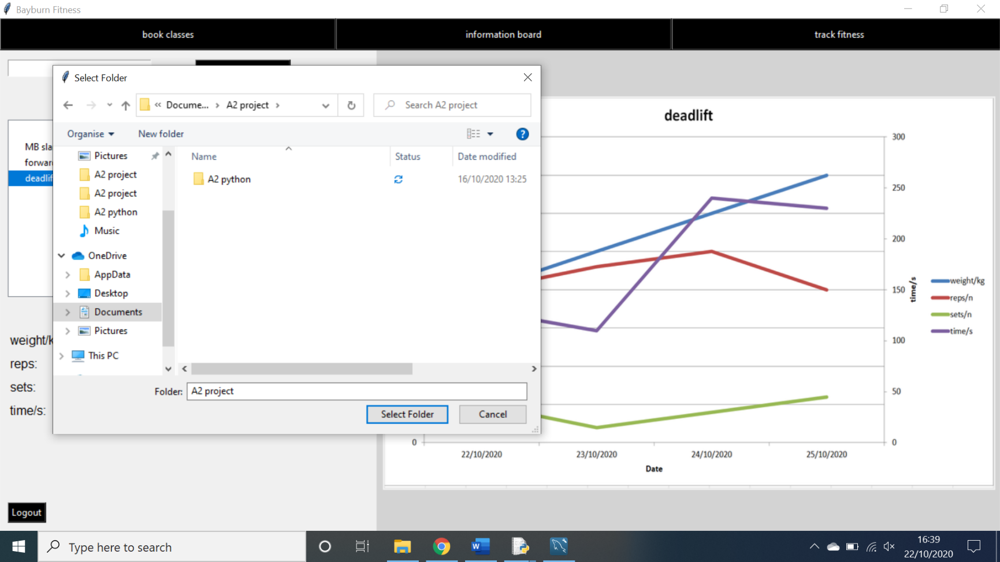 Bayburn Fitness
book classes
information board
track fitness
Select Folder
« Docume... › A2 project ›
Search A2 project
Organise
New folder
?
Name
Status
Date modified
A2 python
16/10/2020 13:25
Pictures
A2 project
A2 project
A2 python
Music
OneDrive
AppData
Desktop
Documents
Pictures
This PC
Folder: A2 project
Select Folder
Cancel
MB sla
forwar
deadlif
weight/k
reps:
sets:
time/s:
Logout
deadlift
300
250
200
150
100
50
0
0
time/s
weight/kg
reps/n
sets/n
time/s
22/10/2020
23/10/2020
24/10/2020
25/10/2020
Date
Type here to search
W
16:39
22/10/2020